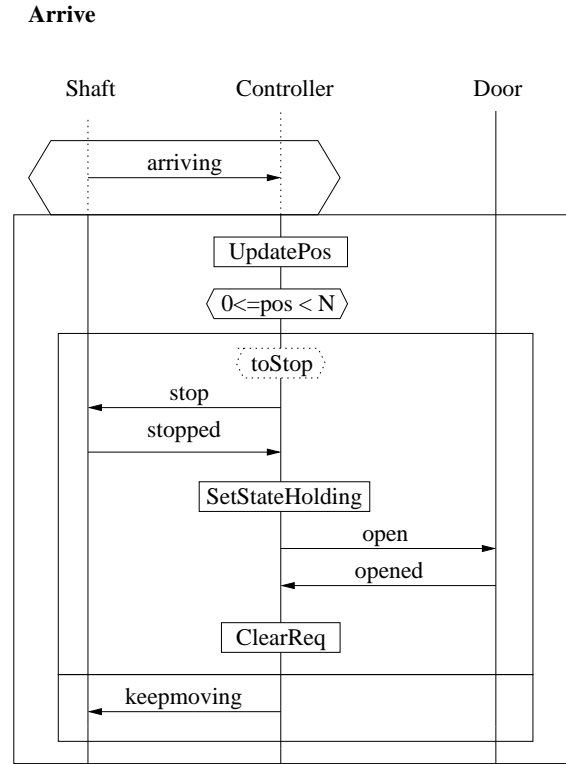 Arrive
Shaft Controller Door
arriving
UpdatePos
0<=pos < N
toStop
stop
stopped
SetStateHolding
open
opened
ClearReq
keepmoving